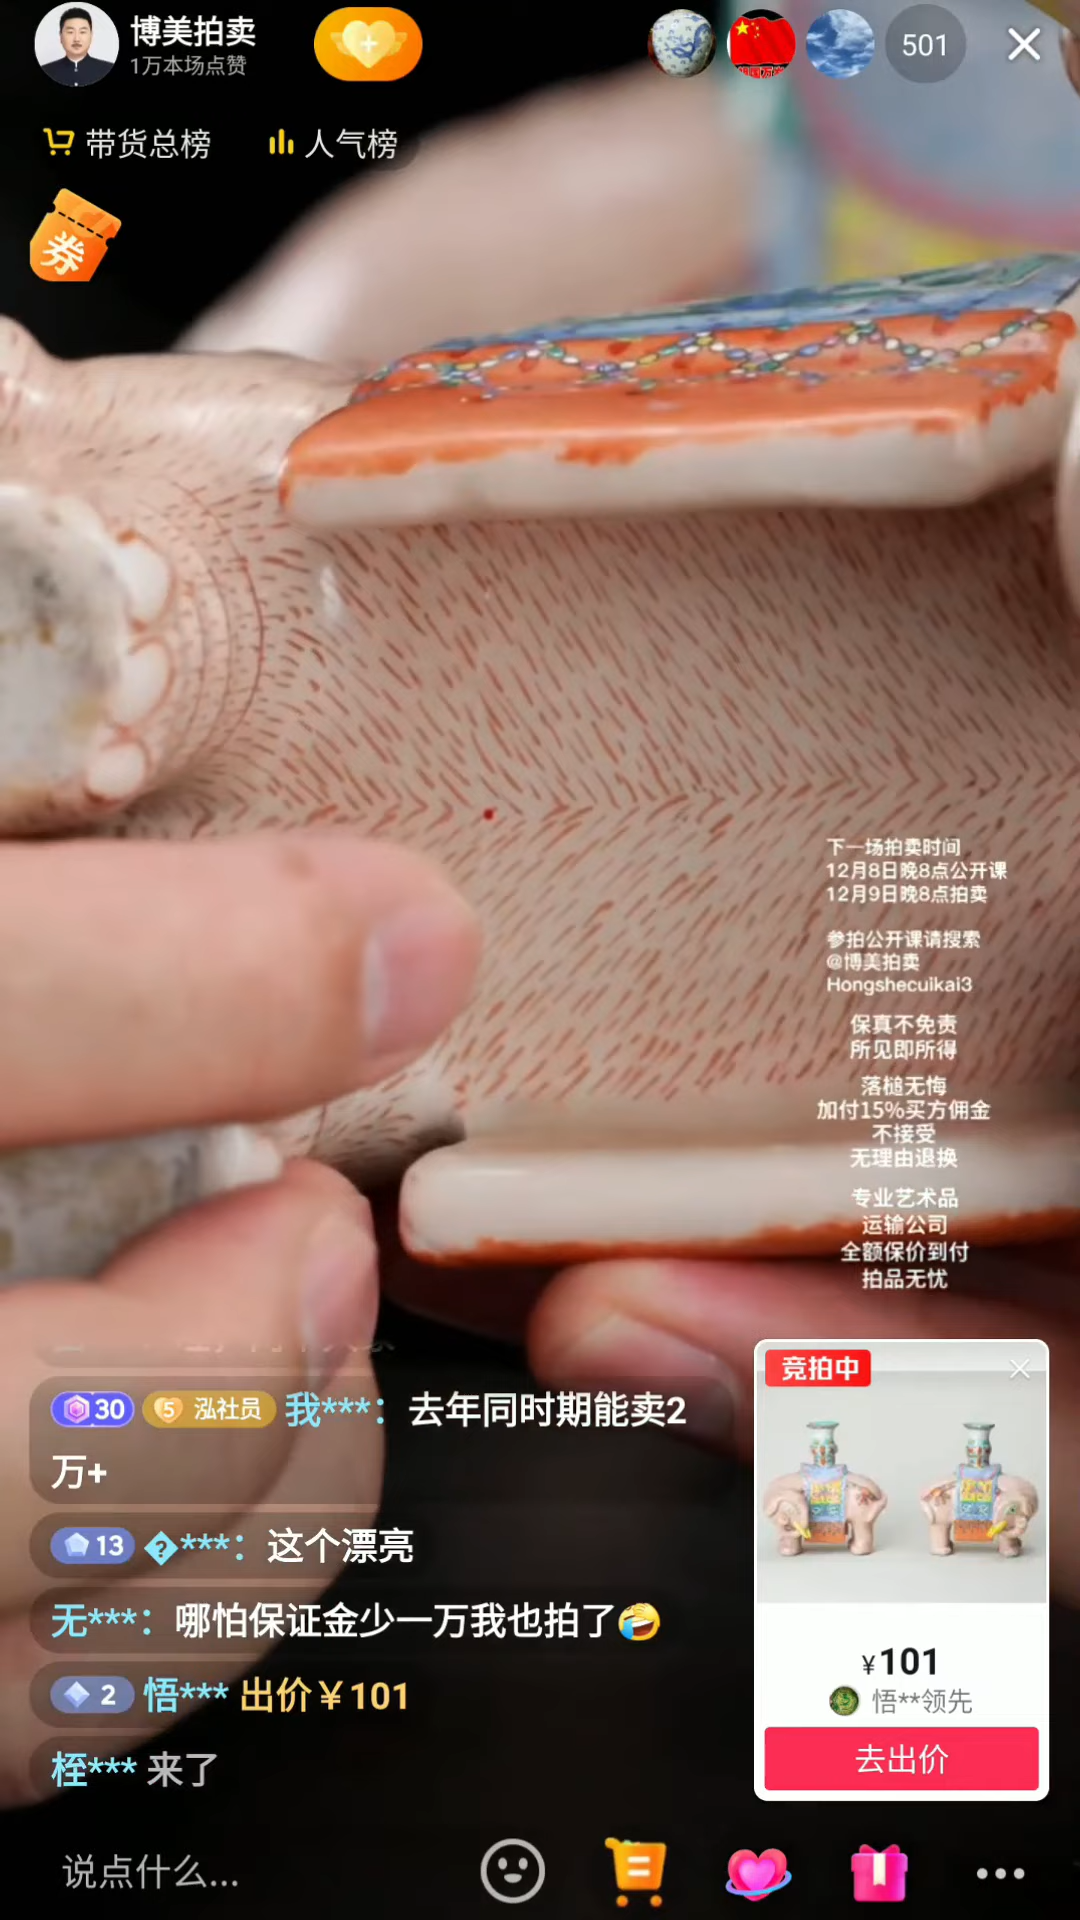 博美拍卖
1万本场点赞
501
带货总榜
人气榜
券
下一场拍卖时间
12月8日晚8点公开课
12月9日晚8点拍卖
参拍公开课请搜索
@博美拍卖
Hongshecuikai3
保真不免责
所见即所得
落槌无悔
加付15%买方佣金
不接受
无理由退换
专业艺术品
运输公司
全额保价到付
拍品无忧
30 5 泓社员 我***：去年同时期能卖2
万+
13 �***：这个漂亮
无***：哪怕保证金少一万我也拍了🤣
2 悟*** 出价￥101
桎*** 来了
竞拍中
¥101
悟**领先
去出价
说点什么...